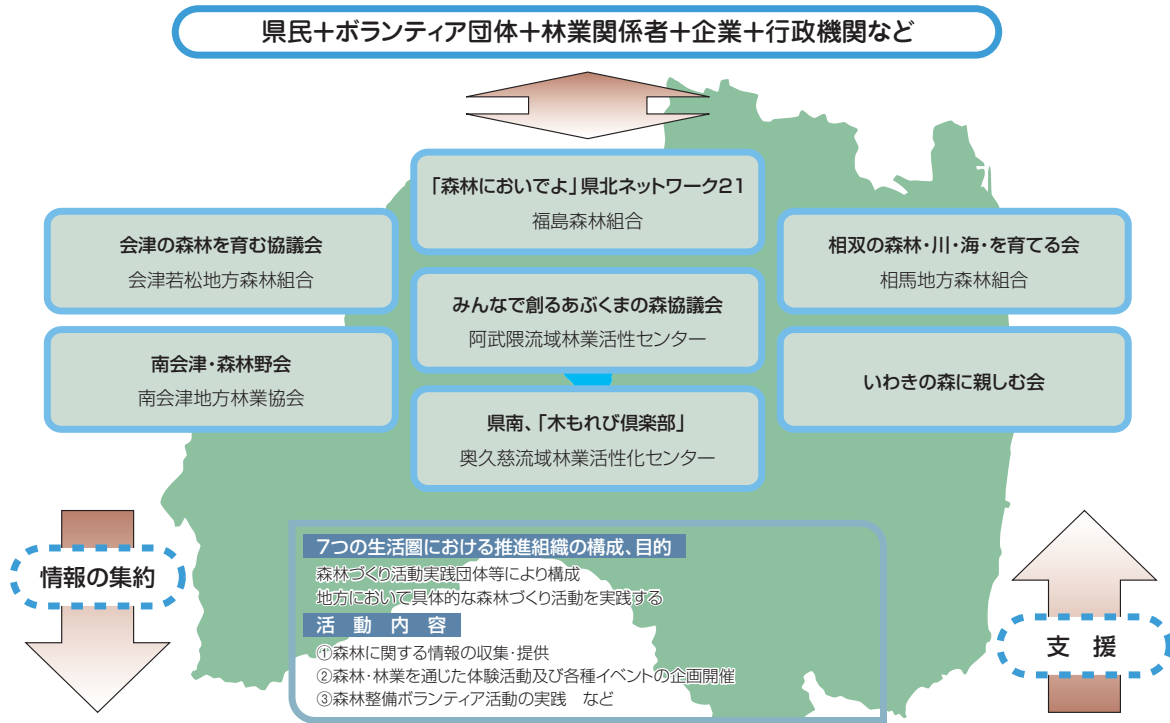 県民+ボランティア団体+林業関係者+企業+行政機関など
「森林においでよ」県北ネットワーク21
福島森林組合
会津の森林を育む協議会
会津若松地方森林組合
相双の森林・川・海・を育てる会
相馬地方森林組合
みんなで創るあぶくまの森協議会
阿武隈流域林業活性センター
南会津・森林野会
南会津地方林業協会
いわきの森に親しむ会
県南、「木もれび倶楽部」
奥久慈流域林業活性化センター
情報の集約
7つの生活圏における推進組織の構成、目的
森林づくり活動実践団体等により構成
地方において具体的な森林づくり活動を実践する
活動内容
①森林に関する情報の収集・提供
②森林・林業を通じた体験活動及び各種イベントの企画開催
③森林整備ボランティア活動の実践 など
支援